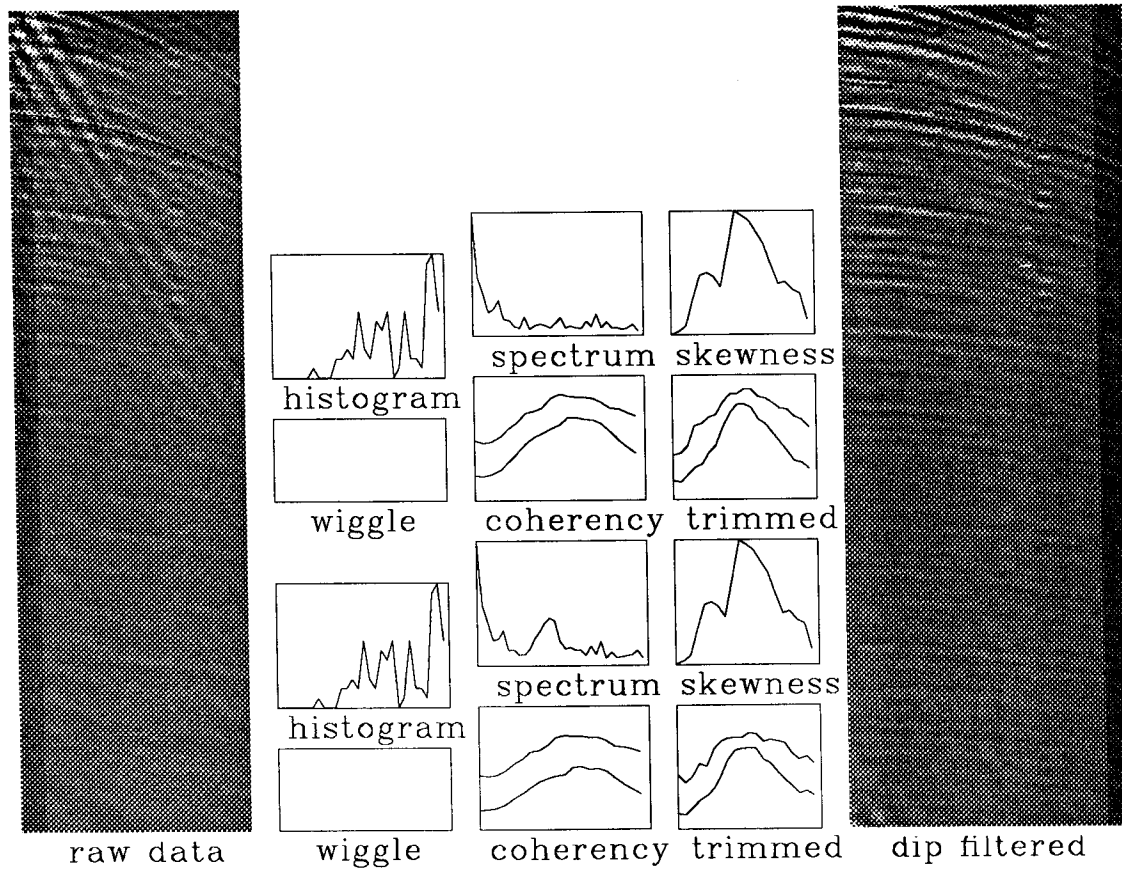 spectrum skewness
histogram
wiggle coherency trimmed
spectrum skewness
histogram
raw data wiggle coherency trimmed dip filtered